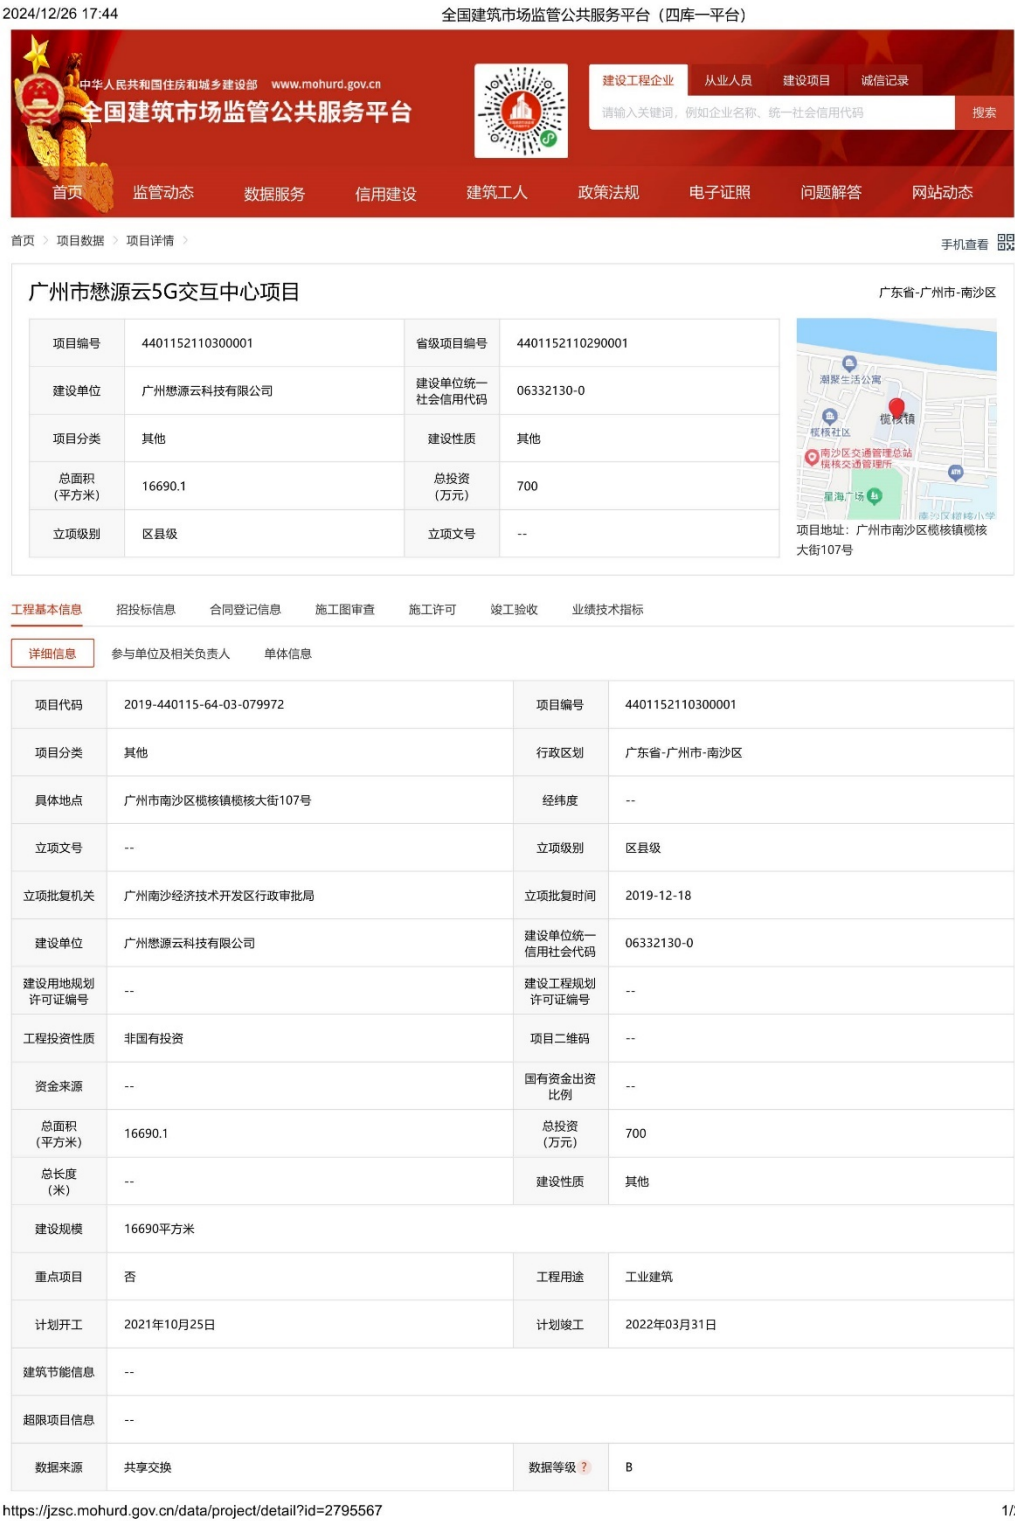 2024/12/26 17:44
全国建筑市场监管公共服务平台（四库一平台）
中华人民共和国住房和城乡建设部 www.mohurd.gov.cn
全国建筑市场监管公共服务平台
建设工程企业 从业人员 建设项目 诚信记录
请输入关键词，例如企业名称、统一社会信用代码 搜索
首页 监管动态 数据服务 信用建设 建筑工人 政策法规 电子证照 问题解答 网站动态
首页 > 项目数据 > 项目详情 >
手机查看
广州市懋源云5G交互中心项目
广东省-广州市-南沙区
项目编号 4401152110300001 省级项目编号 4401152110290001
建设单位 广州懋源云科技有限公司 建设单位统一
社会信用代码 06332130-0
项目分类 其他 建设性质 其他
总面积
（平方米） 16690.1 总投资
（万元） 700
立项级别 区县级 立项文号 --
潮聚生活公寓
榄核镇
榄核社区
南沙区交通管理总站
榄核交通管理所
ATM
星海广场
南沙区榄核小学
项目地址：广州市南沙区榄核镇榄核
大街107号
工程基本信息 招投标信息 合同登记信息 施工图审查 施工许可 竣工验收 业绩技术指标
详细信息 参与单位及相关负责人 单体信息
项目代码 2019-440115-64-03-079972 项目编号 4401152110300001
项目分类 其他 行政区划 广东省-广州市-南沙区
具体地点 广州市南沙区榄核镇榄核大街107号 经纬度 --
立项文号 -- 立项级别 区县级
立项批复机关 广州南沙经济技术开发区行政审批局 立项批复时间 2019-12-18
建设单位 广州懋源云科技有限公司 建设单位统一
信用社会代码 06332130-0
建设用地规划
许可证编号 -- 建设工程规划
许可证编号 --
工程投资性质 非国有投资 项目二维码 --
资金来源 -- 国有资金出资
比例 --
总面积
（平方米） 16690.1 总投资
（万元） 700
总长度
（米） -- 建设性质 其他
建设规模 16690平方米
重点项目 否 工程用途 工业建筑
计划开工 2021年10月25日 计划竣工 2022年03月31日
建筑节能信息 --
超限项目信息 --
数据来源 共享交换 数据等级 ? B
https://jzsc.mohurd.gov.cn/data/project/detail?id=2795567
1/2